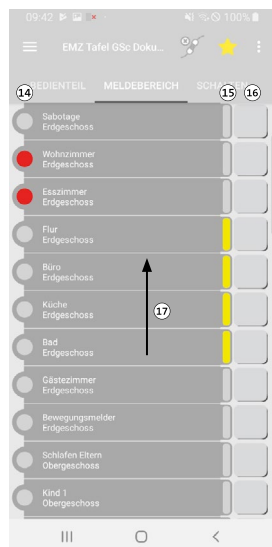 09:42 100%
EMZ Tafel GSc Doku...
BEDIENTEIL MELDEBEREICH SCHA
14 15 16
Sabotage
Erdgeschoss
Wohnzimmer
Erdgeschoss
Esszimmer
Erdgeschoss
Flur
Erdgeschoss
Büro
Erdgeschoss
17
Küche
Erdgeschoss
Bad
Erdgeschoss
Gästezimmer
Erdgeschoss
Bewegungsmelder
Erdgeschoss
Schlafen Eltern
Obergeschoss
Kind 1
Obergeschoss